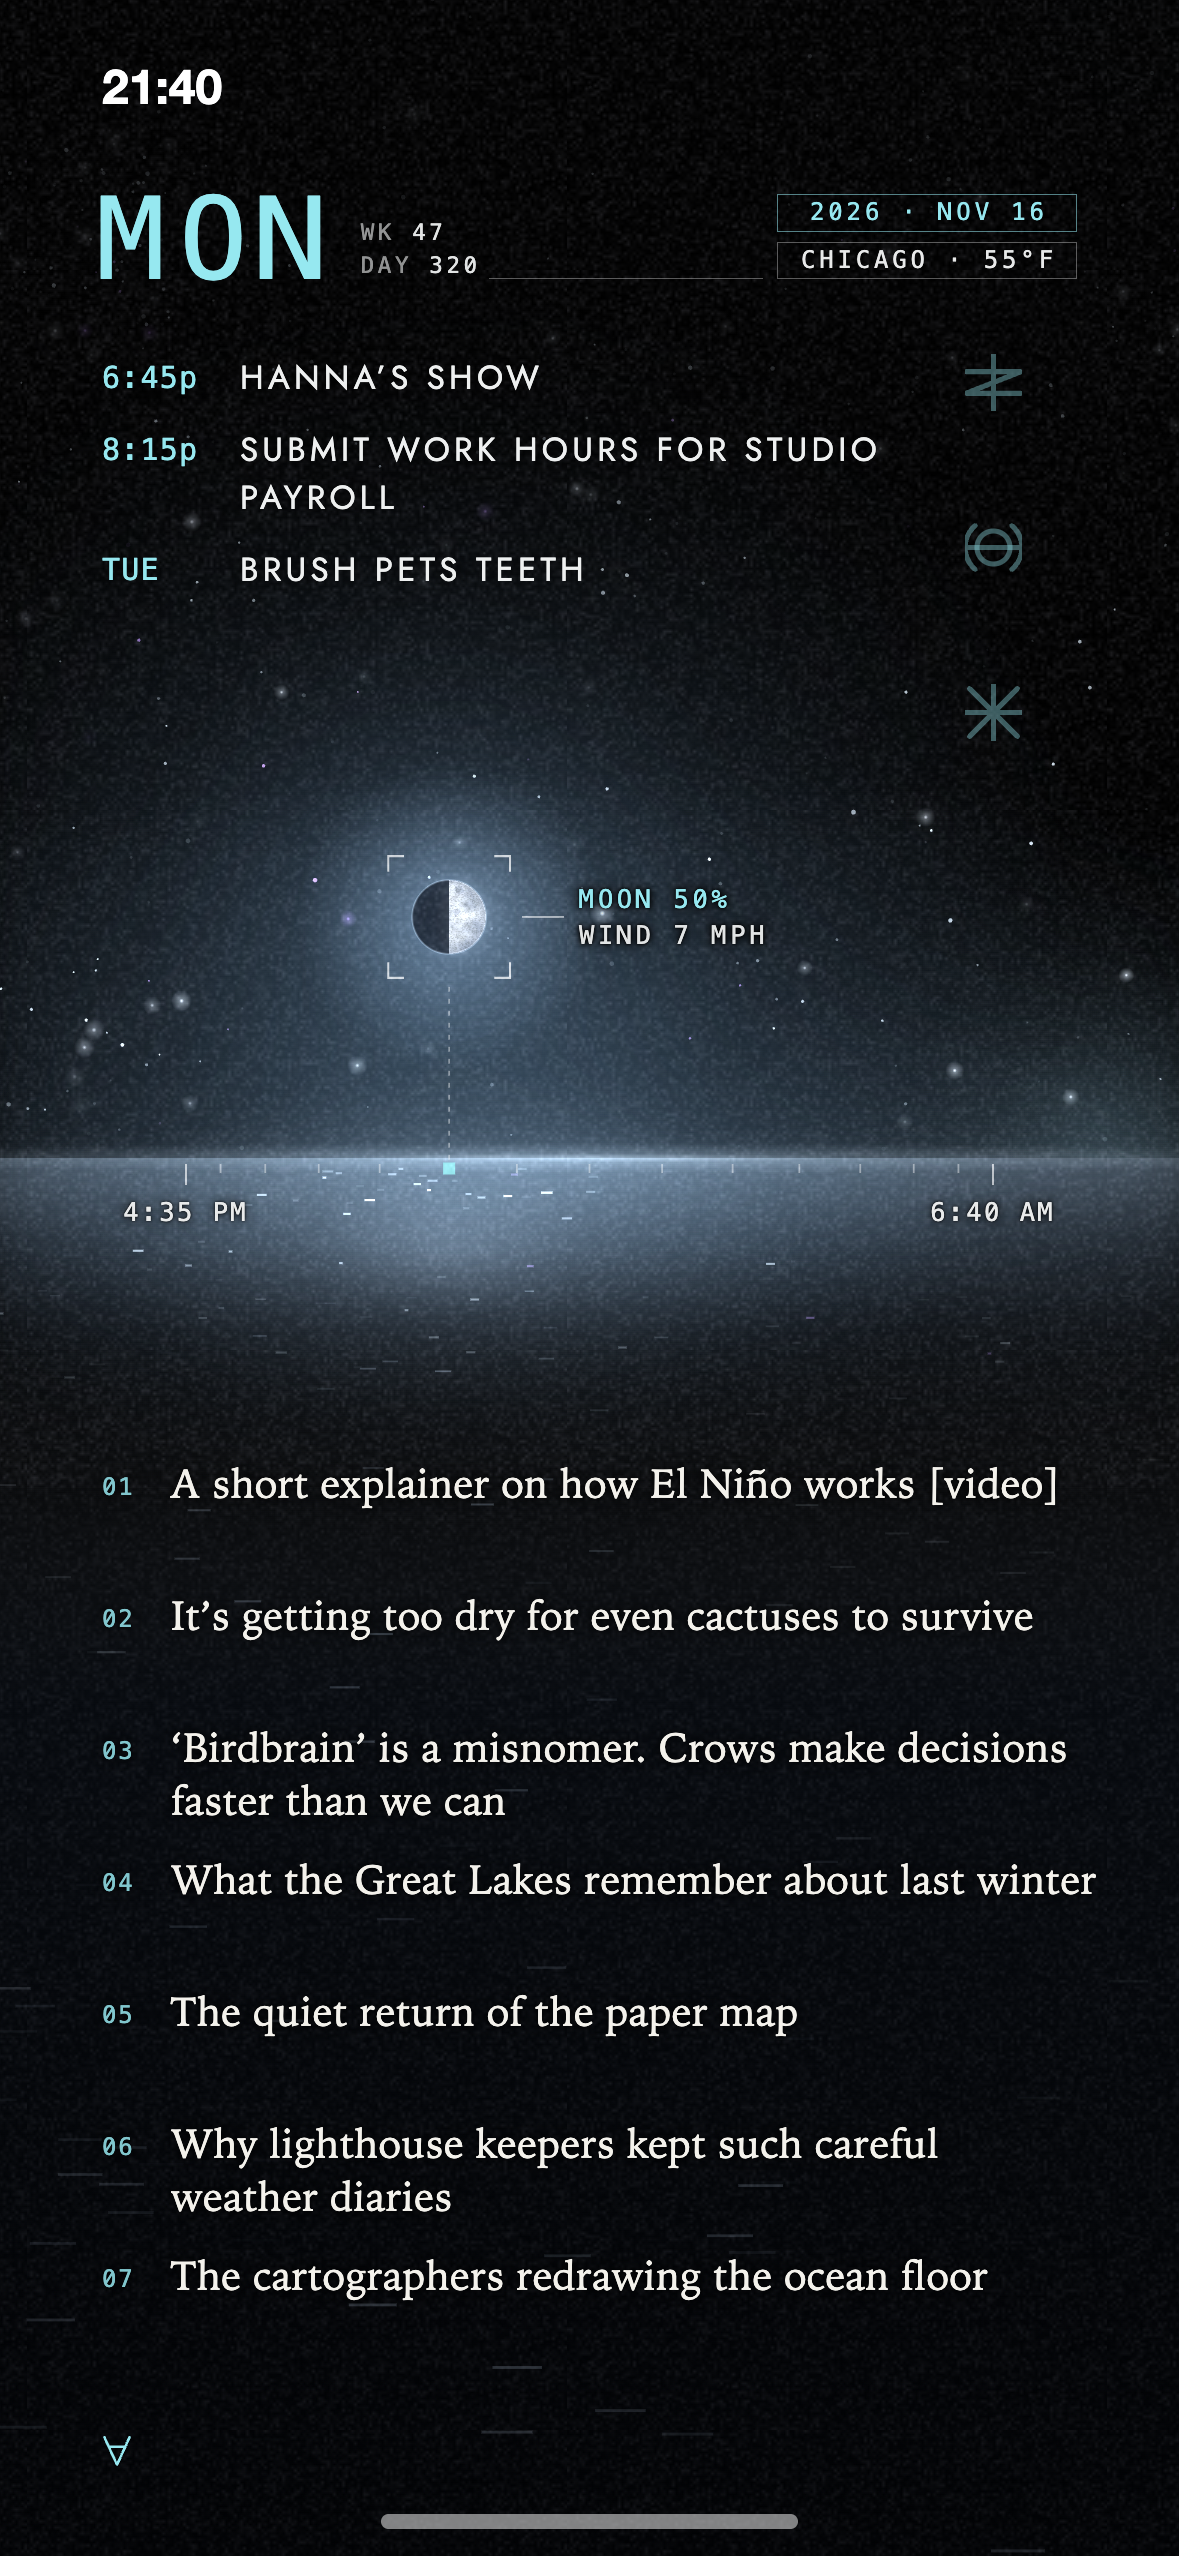 21:40
MON
WK 47
DAY 320
2026 · NOV 16
CHICAGO · 55°F
6:45p HANNA’S SHOW
8:15p SUBMIT WORK HOURS FOR STUDIO
PAYROLL
TUE BRUSH PETS TEETH
MOON 50%
WIND 7 MPH
4:35 PM
6:40 AM
01 A short explainer on how El Niño works [video]
02 It’s getting too dry for even cactuses to survive
03 ‘Birdbrain’ is a misnomer. Crows make decisions
faster than we can
04 What the Great Lakes remember about last winter
05 The quiet return of the paper map
06 Why lighthouse keepers kept such careful
weather diaries
07 The cartographers redrawing the ocean floor